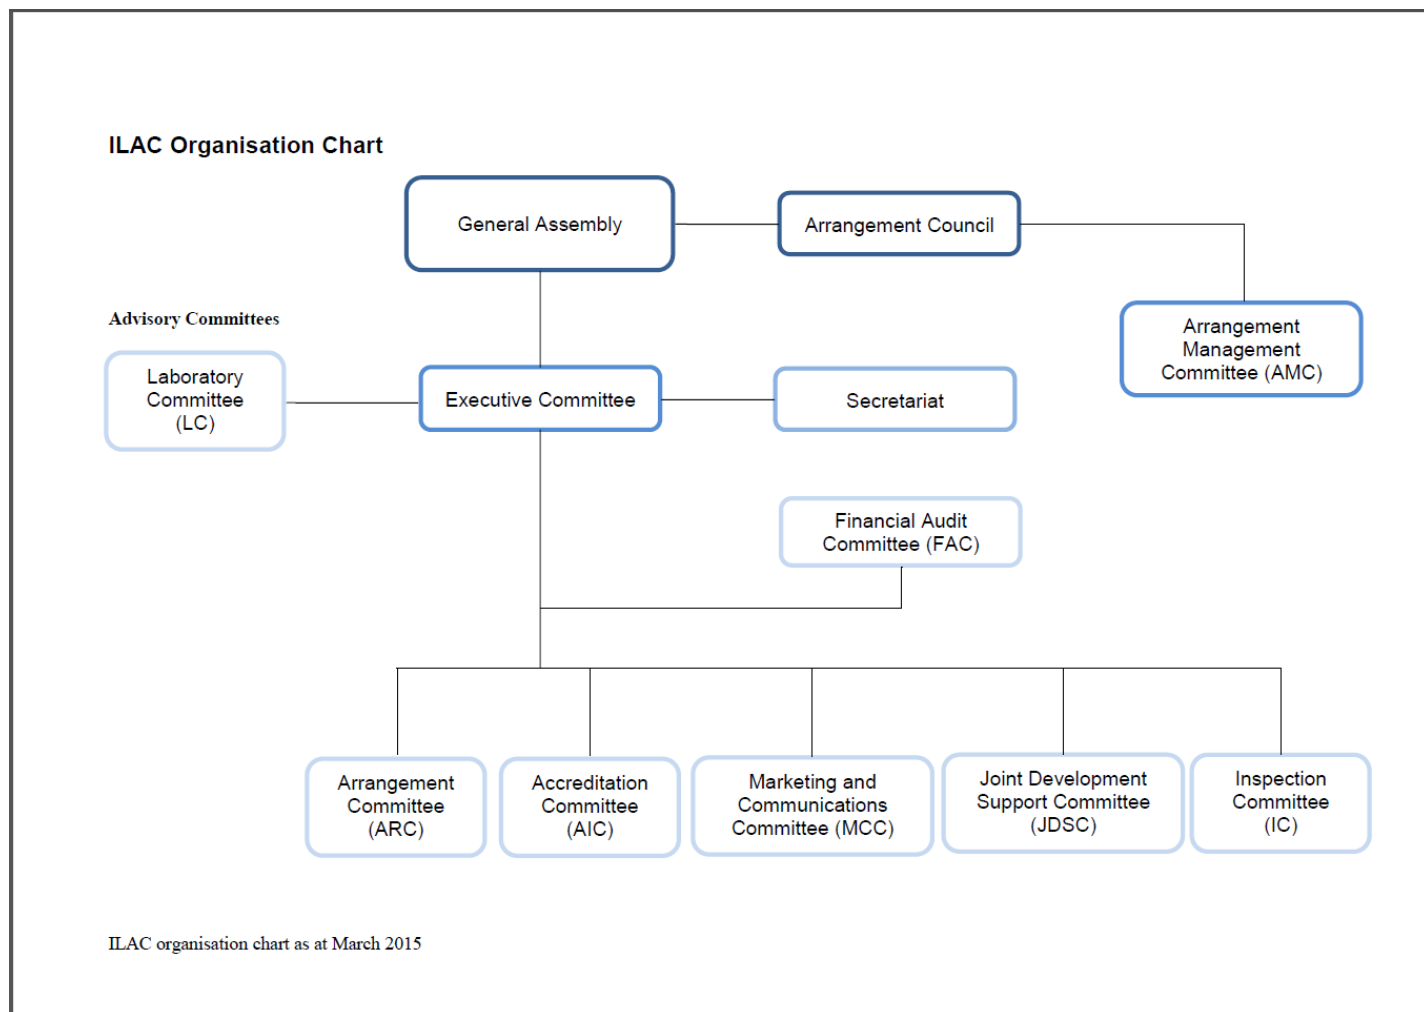 ILAC Organisation Chart
General Assembly
Arrangement Council
Advisory Committees
Arrangement
Management
Committee (AMC)
Laboratory
Committee
(LC)
Executive Committee
Secretariat
Financial Audit
Committee (FAC)
Arrangement
Committee
(ARC)
Accreditation
Committee
(AIC)
Marketing and
Communications
Committee (MCC)
Joint Development
Support Committee
(JDSC)
Inspection
Committee
(IC)
ILAC organisation chart as at March 2015